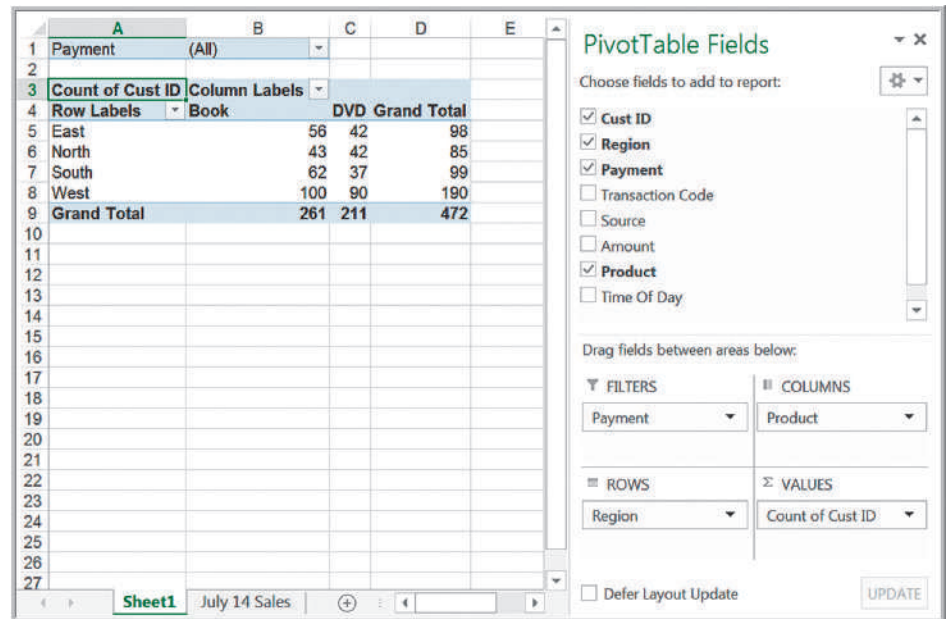 A B C D E
1 Payment (All)
2
3 Count of Cust ID Column Labels
4 Row Labels Book DVD Grand Total
5 East 56 42 98
6 North 43 42 85
7 South 62 37 99
8 West 100 90 190
9 Grand Total 261 211 472
10
11
12
13
14
15
16
17
18
19
20
21
22
23
24
25
26
27
Sheet1 July 14 Sales
PivotTable Fields
Choose fields to add to report:
Cust ID
Region
Payment
Transaction Code
Source
Amount
Product
Time Of Day
Drag fields between areas below:
FILTERS COLUMNS
Payment Product
ROWS Σ VALUES
Region Count of Cust ID
Defer Layout Update UPDATE